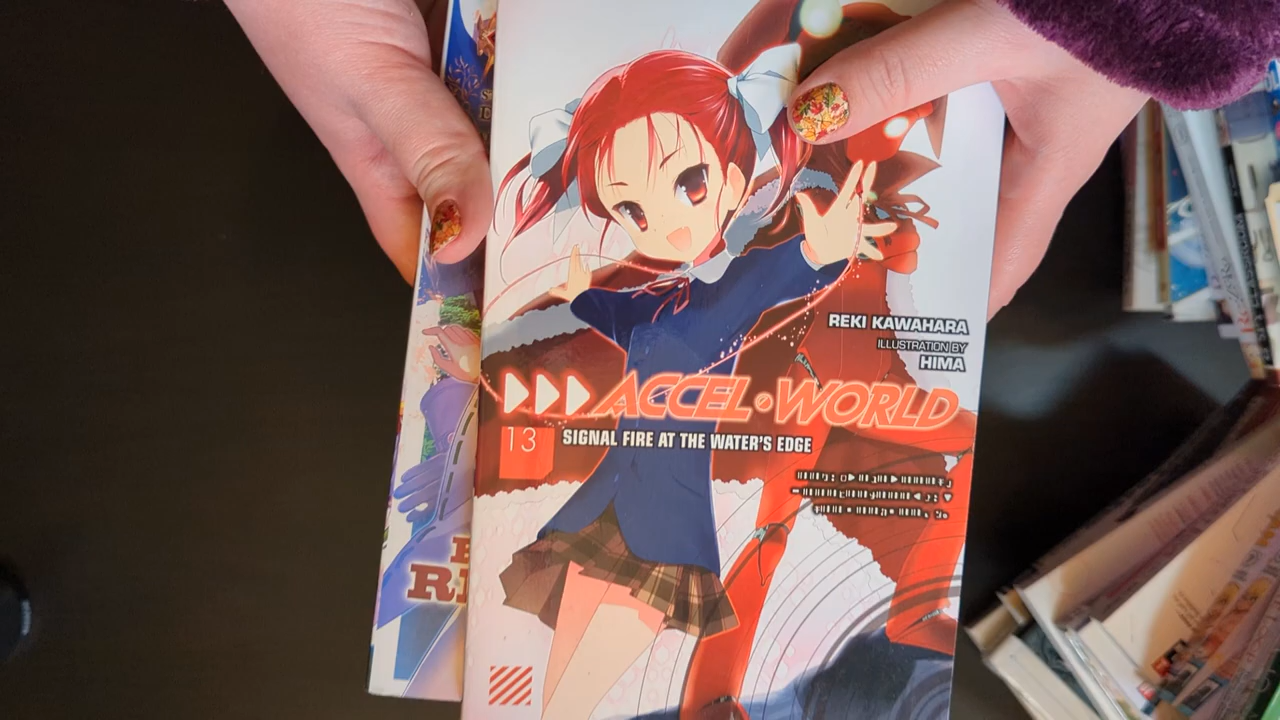 REKI KAWAHARA
ILLUSTRATION BY
HIMA
ACCEL•WORLD
13 SIGNAL FIRE AT THE WATER'S EDGE